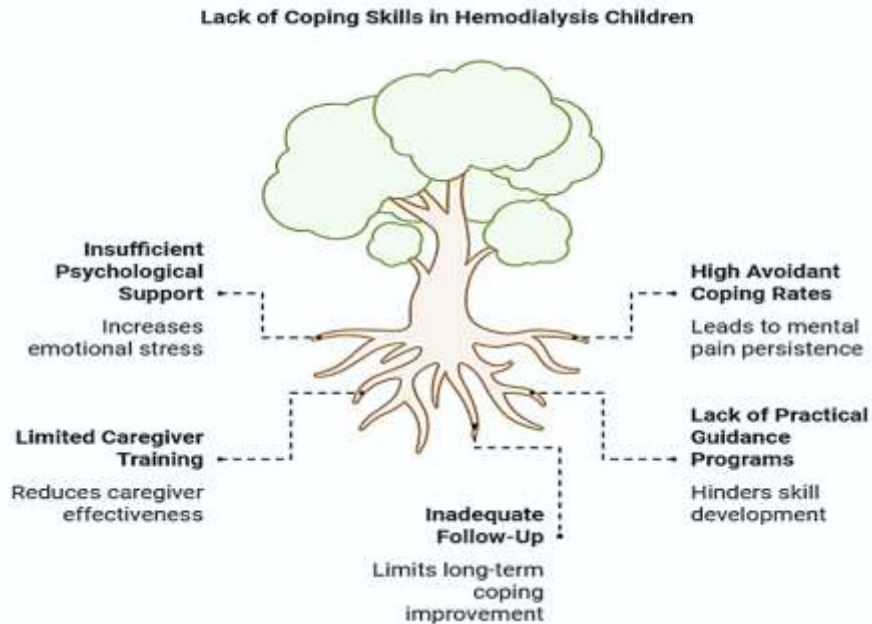 Lack of Coping Skills in Hemodialysis Children
Insufficient
Psychological
Support
Increases
emotional stress
High Avoidant
Coping Rates
Leads to mental
pain persistence
Limited Caregiver
Training
Reduces caregiver
effectiveness
Lack of Practical
Guidance
Programs
Hinders skill
development
Inadequate
Follow-Up
Limits long-term
coping
improvement